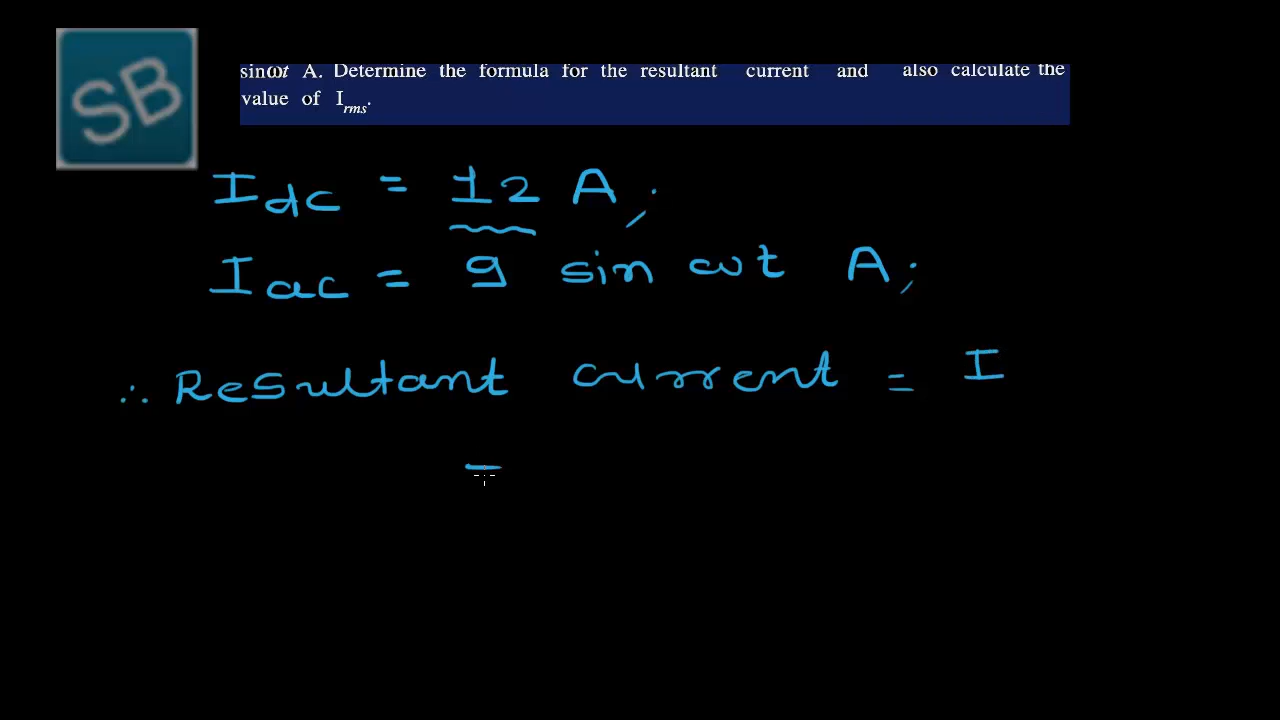 SB
sinωt A. Determine the formula for the resultant current and also calculate the
value of Irms.
Idc = 12 A;
Iac = 9 sin ωt A;
∴ Resultant current = I